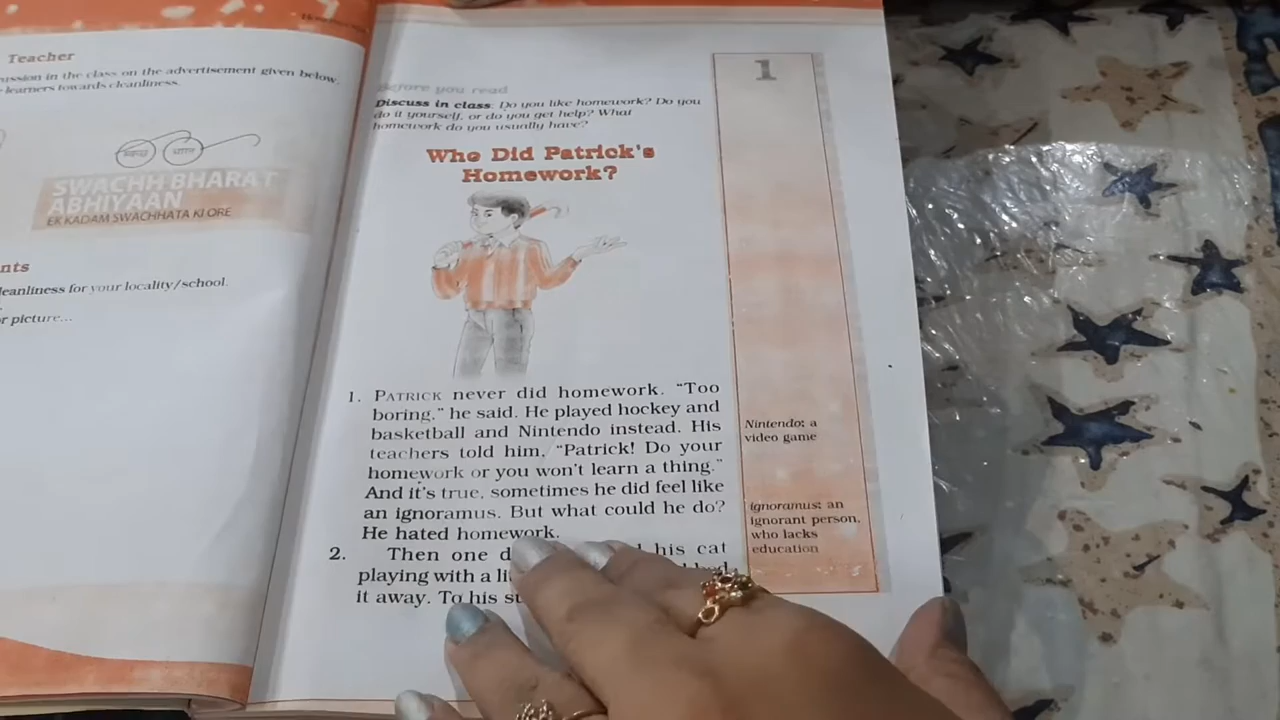 Teacher
ussion in the class on the advertisement given below.
learners towards cleanliness.
SWACHH BHARAT
ABHIYAAN
EK KADAM SWACHHATA KI ORE
nts
leanliness for your locality/school.
r picture...
1
Before you read
Discuss in class: Do you like homework? Do you
do it yourself, or do you get help? What
homework do you usually have?
Who Did Patrick's
Homework?
1. PATRICK never did homework. “Too
boring,” he said. He played hockey and
basketball and Nintendo instead. His
teachers told him, “Patrick! Do your
homework or you won't learn a thing.”
And it's true, sometimes he did feel like
an ignoramus. But what could he do?
He hated homework.
2. Then one his cat
playing with a
it away. To his
Nintendo: a
video game
ignoramus: an
ignorant person,
who lacks
education